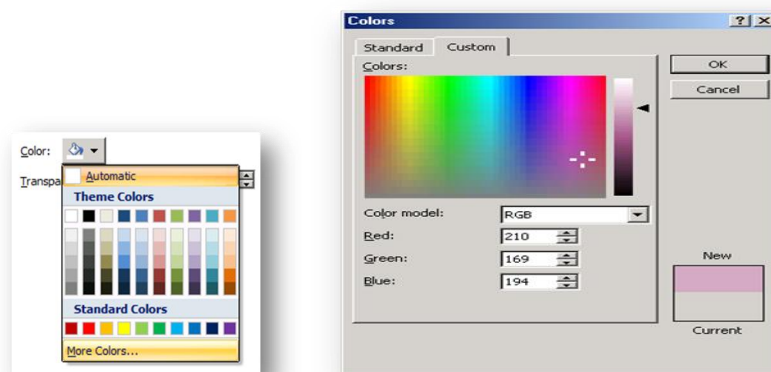 Color:
Automatic
Transpa
Theme Colors
Standard Colors
More Colors...
Colors
Standard Custom
Colors:
OK
Cancel
Color model: RGB
Red: 210
Green: 169
Blue: 194
New
Current